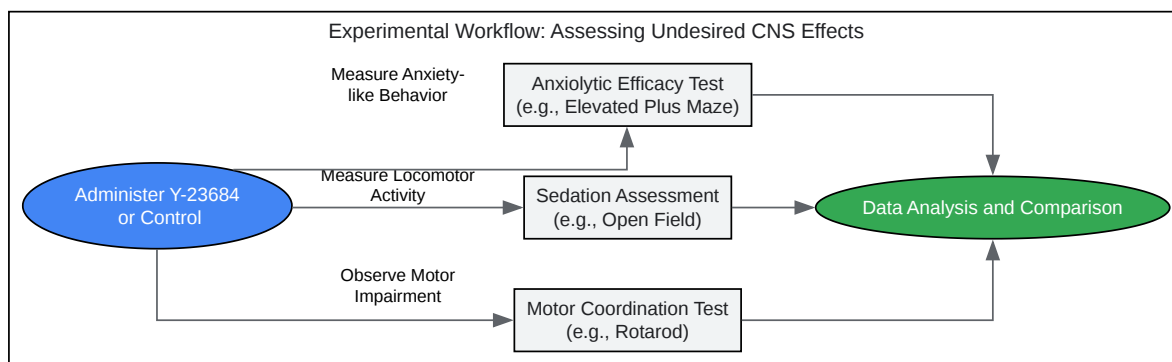 Experimental Workflow: Assessing Undesired CNS Effects
Measure Anxiety-
like Behavior
Anxiolytic Efficacy Test
(e.g., Elevated Plus Maze)
Administer Y-23684
or Control
Measure Locomotor
Activity
Sedation Assessment
(e.g., Open Field)
Data Analysis and Comparison
Observe Motor
Impairment
Motor Coordination Test
(e.g., Rotarod)